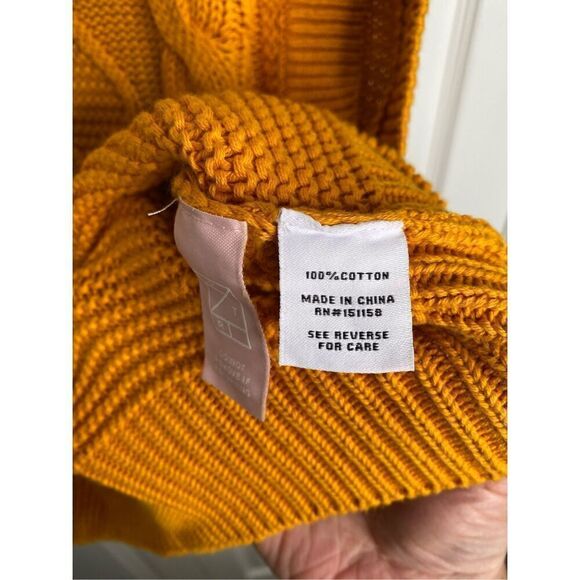 100%COTTON
MADE IN CHINA
RN#151158
SEE REVERSE
FOR CARE
T